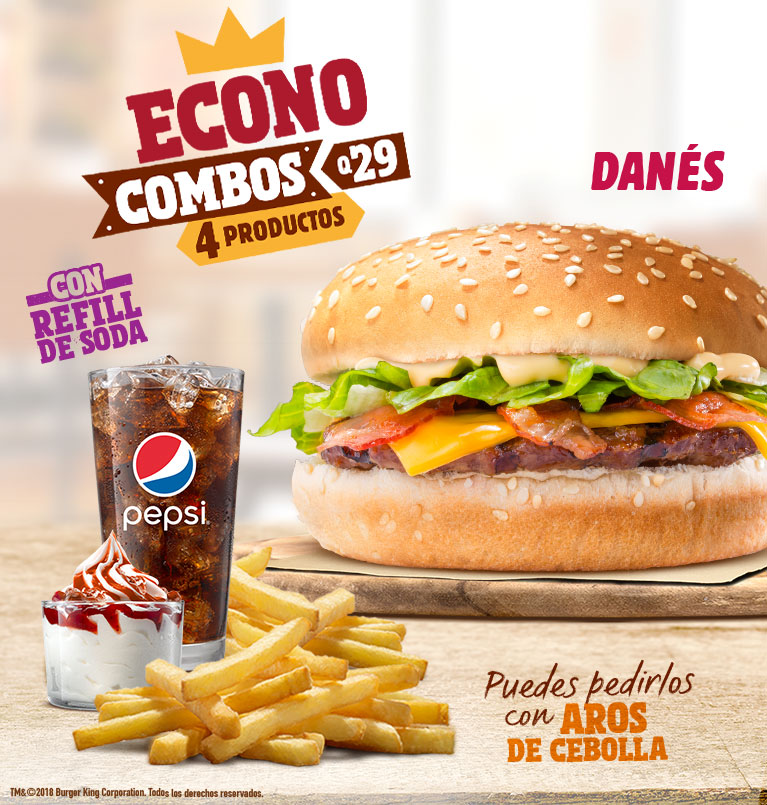 ECONO
COMBOS Q29
4 PRODUCTOS
DANÉS
CON
REFILL
DE SODA
pepsi
Puedes pedirlos
con AROS
DE CEBOLLA
TM&©2018 Burger King Corporation. Todos los derechos reservados.